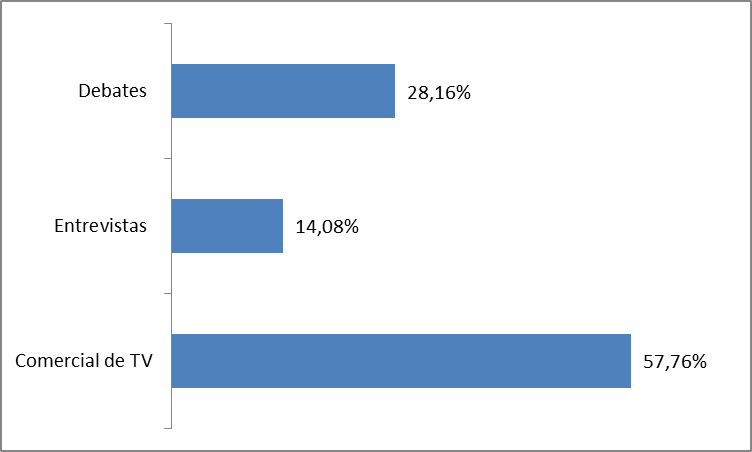 Debates 28,16%
Entrevistas 14,08%
Comercial de TV 57,76%